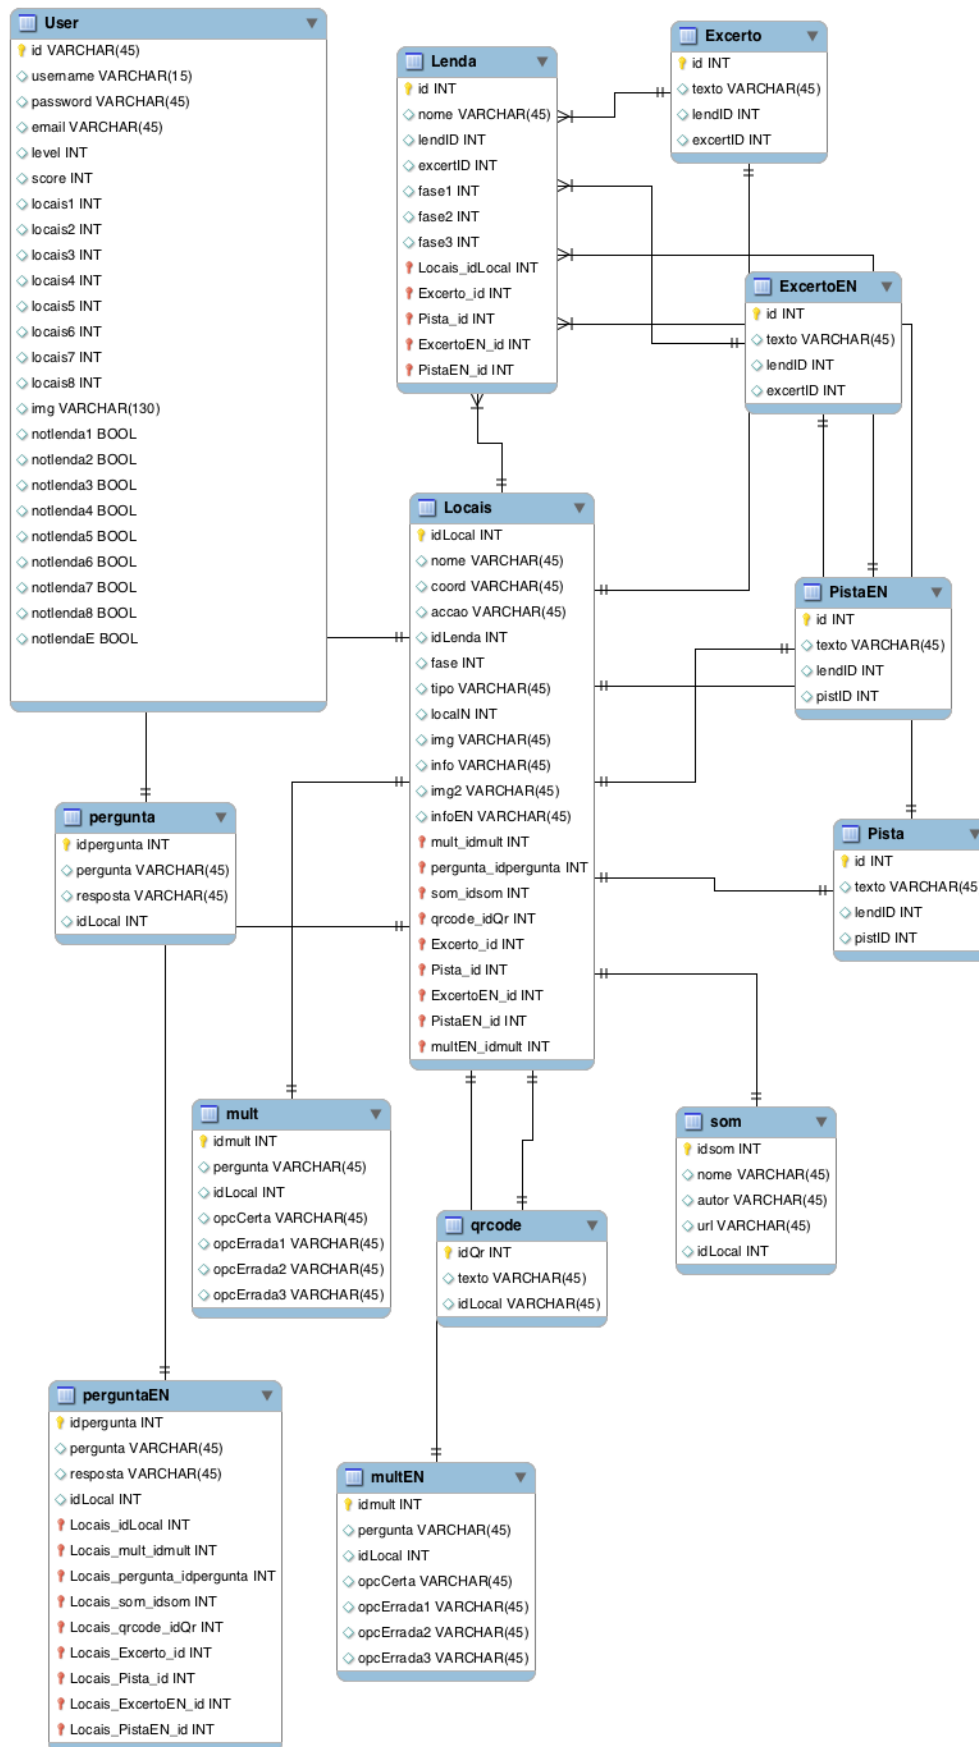 User
id VARCHAR(45)
username VARCHAR(15)
password VARCHAR(45)
email VARCHAR(45)
level INT
score INT
locais1 INT
locais2 INT
locais3 INT
locais4 INT
locais5 INT
locais6 INT
locais7 INT
locais8 INT
img VARCHAR(130)
notlenda1 BOOL
notlenda2 BOOL
notlenda3 BOOL
notlenda4 BOOL
notlenda5 BOOL
notlenda6 BOOL
notlenda7 BOOL
notlenda8 BOOL
notlendaE BOOL
Lenda
id INT
nome VARCHAR(45)
lendID INT
excertID INT
fase1 INT
fase2 INT
fase3 INT
Locais_idLocal INT
Excerto_id INT
Pista_id INT
ExcertoEN_id INT
PistaEN_id INT
Excerto
id INT
texto VARCHAR(45)
lendID INT
excertID INT
ExcertoEN
id INT
texto VARCHAR(45)
lendID INT
excertID INT
Locais
idLocal INT
nome VARCHAR(45)
coord VARCHAR(45)
accao VARCHAR(45)
idLenda INT
fase INT
tipo VARCHAR(45)
localN INT
img VARCHAR(45)
info VARCHAR(45)
img2 VARCHAR(45)
infoEN VARCHAR(45)
mult_idmult INT
pergunta_idpergunta INT
som_idsom INT
qrcode_idQr INT
Excerto_id INT
Pista_id INT
ExcertoEN_id INT
PistaEN_id INT
multEN_idmult INT
PistaEN
id INT
texto VARCHAR(45)
lendID INT
pistID INT
Pista
id INT
texto VARCHAR(45
lendID INT
pistID INT
pergunta
idpergunta INT
pergunta VARCHAR(45)
resposta VARCHAR(45)
idLocal INT
mult
idmult INT
pergunta VARCHAR(45)
idLocal INT
opcCerta VARCHAR(45)
opcErrada1 VARCHAR(45)
opcErrada2 VARCHAR(45)
opcErrada3 VARCHAR(45)
som
idsom INT
nome VARCHAR(45)
autor VARCHAR(45)
url VARCHAR(45)
idLocal INT
qrcode
idQr INT
texto VARCHAR(45)
idLocal VARCHAR(45)
perguntaEN
idpergunta INT
pergunta VARCHAR(45)
resposta VARCHAR(45)
idLocal INT
Locais_idLocal INT
Locais_mult_idmult INT
Locais_pergunta_idpergunta INT
Locais_som_idsom INT
Locais_qrcode_idQr INT
Locais_Excerto_id INT
Locais_Pista_id INT
Locais_ExcertoEN_id INT
Locais_PistaEN_id INT
multEN
idmult INT
pergunta VARCHAR(45)
idLocal INT
opcCerta VARCHAR(45)
opcErrada1 VARCHAR(45)
opcErrada2 VARCHAR(45)
opcErrada3 VARCHAR(45)